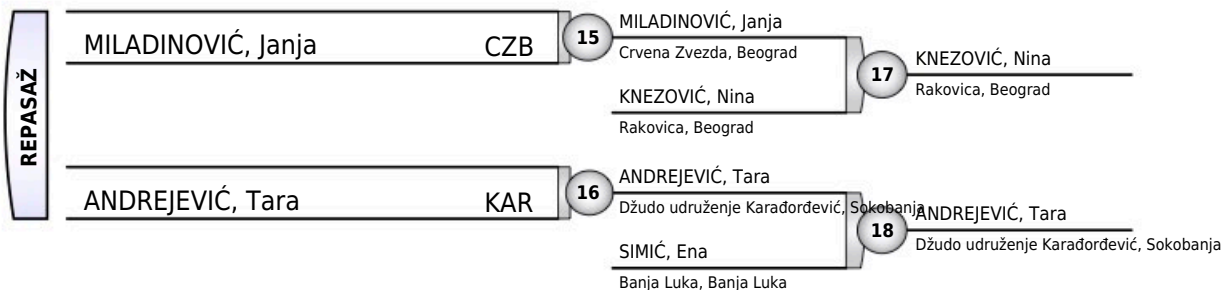 REPASAŽ
MILADINOVIĆ, Janja CZB
15
MILADINOVIĆ, Janja
Crvena Zvezda, Beograd
KNEZOVIĆ, Nina
Rakovica, Beograd
17
KNEZOVIĆ, Nina
Rakovica, Beograd
ANDREJEVIĆ, Tara KAR
16
ANDREJEVIĆ, Tara
Džudo udruženje Karađorđević, Sokobanja
SIMIĆ, Ena
Banja Luka, Banja Luka
18
ANDREJEVIĆ, Tara
Džudo udruženje Karađorđević, Sokobanja